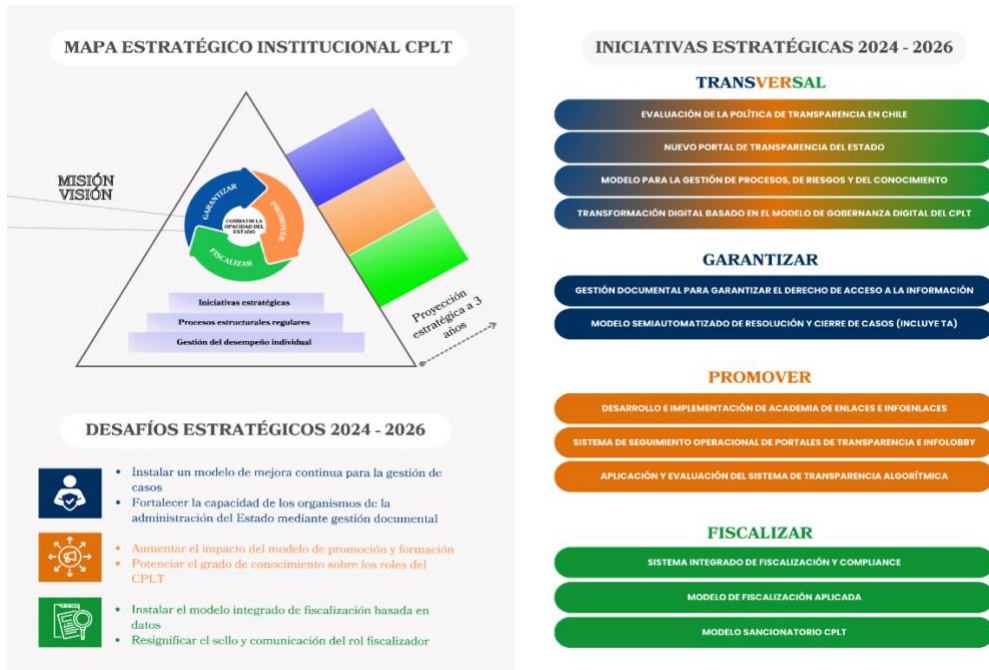 MAPA ESTRATÉGICO INSTITUCIONAL CPLT
MISIÓN
VISIÓN
GARANTIZAR
PROMOVER
FISCALIZAR
COMBATIR LA
OPACIDAD DEL
ESTADO
Iniciativas estratégicas
Procesos estructurales regulares
Gestión del desempeño individual
Proyección
estratégica a 3
años
DESAFÍOS ESTRATÉGICOS 2024 - 2026
• Instalar un modelo de mejora continua para la gestión de
casos
• Fortalecer la capacidad de los organismos de la
administración del Estado mediante gestión documental
• Aumentar el impacto del modelo de promoción y formación
• Potenciar el grado de conocimiento sobre los roles del
CPLT
• Instalar el modelo integrado de fiscalización basada en
datos
• Resignificar el sello y comunicación del rol fiscalizador
INICIATIVAS ESTRATÉGICAS 2024 - 2026
TRANSVERSAL
EVALUACIÓN DE LA POLÍTICA DE TRANSPARENCIA EN CHILE
NUEVO PORTAL DE TRANSPARENCIA DEL ESTADO
MODELO PARA LA GESTIÓN DE PROCESOS, DE RIESGOS Y DEL CONOCIMIENTO
TRANSFORMACIÓN DIGITAL BASADO EN EL MODELO DE GOBERNANZA DIGITAL DEL CPLT
GARANTIZAR
GESTIÓN DOCUMENTAL PARA GARANTIZAR EL DERECHO DE ACCESO A LA INFORMACIÓN
MODELO SEMIAUTOMATIZADO DE RESOLUCIÓN Y CIERRE DE CASOS (INCLUYE TA)
PROMOVER
DESARROLLO E IMPLEMENTACIÓN DE ACADEMIA DE ENLACES E INFOENLACES
SISTEMA DE SEGUIMIENTO OPERACIONAL DE PORTALES DE TRANSPARENCIA E INFOLOBBY
APLICACIÓN Y EVALUACIÓN DEL SISTEMA DE TRANSPARENCIA ALGORÍTMICA
FISCALIZAR
SISTEMA INTEGRADO DE FISCALIZACIÓN Y COMPLIANCE
MODELO DE FISCALIZACIÓN APLICADA
MODELO SANCIONATORIO CPLT